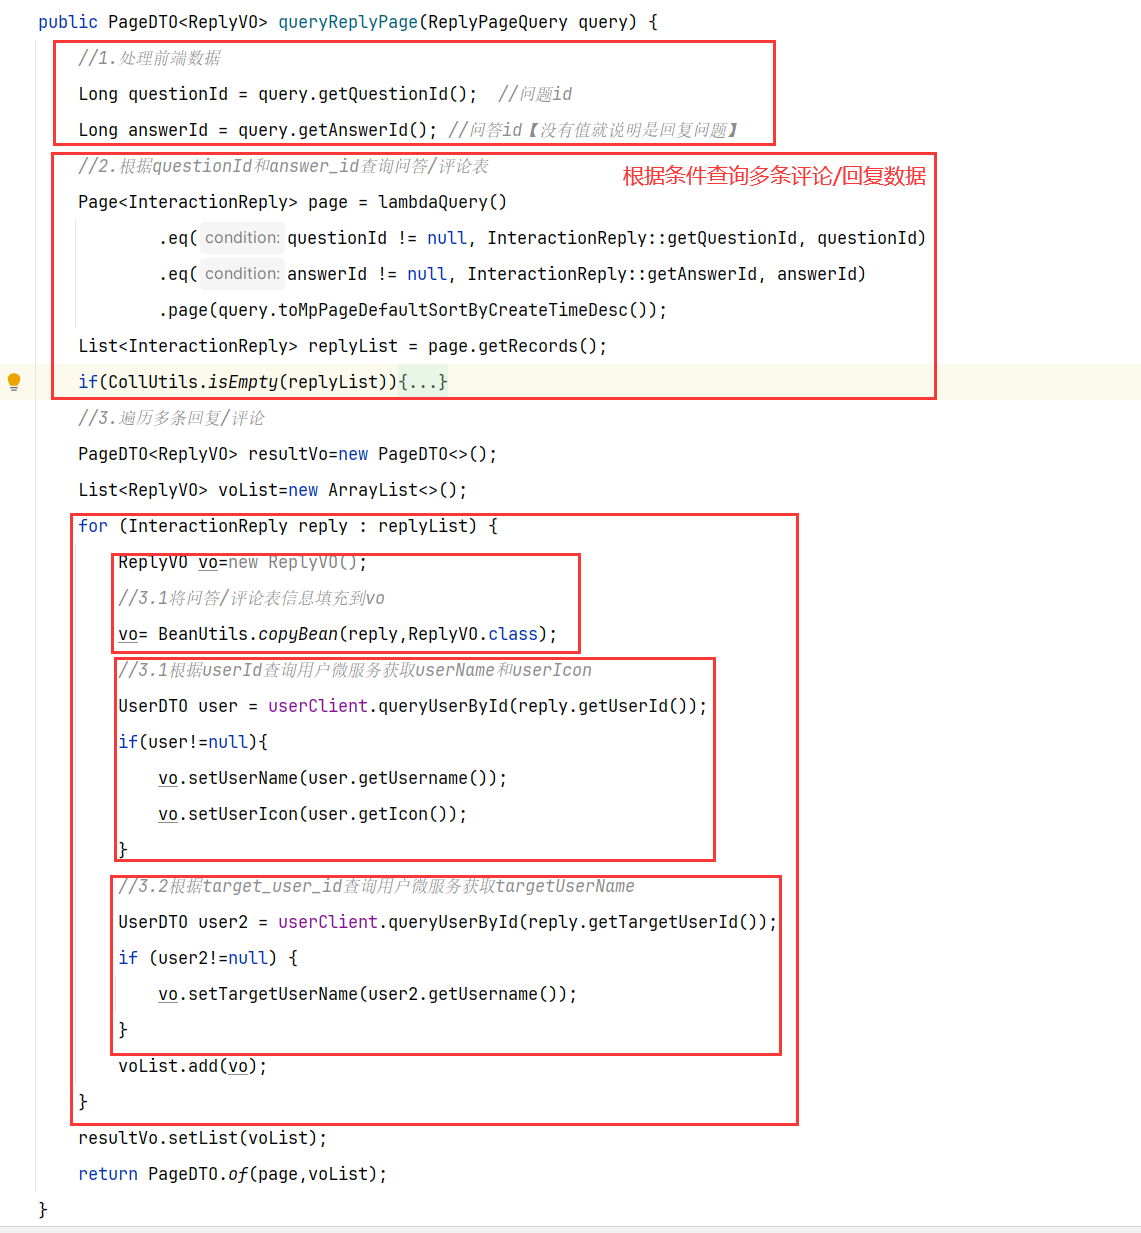 public PageDTO<ReplyVO> queryReplyPage(ReplyPageQuery query) {
//1.处理前端数据
Long questionId = query.getQuestionId();  //问题id
Long answerId = query.getAnswerId(); //问答id【没有值就说明是回复问题】
//2.根据questionId和answer_id查询问答/评论表
根据条件查询多条评论/回复数据
Page<InteractionReply> page = lambdaQuery()
.eq( condition: questionId != null, InteractionReply::getQuestionId, questionId)
.eq( condition: answerId != null, InteractionReply::getAnswerId, answerId)
.page(query.toMpPageDefaultSortByCreateTimeDesc());
List<InteractionReply> replyList = page.getRecords();
if(CollUtils.isEmpty(replyList)){...}
//3.遍历多条回复/评论
PageDTO<ReplyVO> resultVo=new PageDTO<>();
List<ReplyVO> voList=new ArrayList<>();
for (InteractionReply reply : replyList) {
ReplyVO vo=new ReplyVO();
//3.1将问答/评论表信息填充到vo
vo= BeanUtils.copyBean(reply,ReplyVO.class);
//3.1根据userId查询用户微服务获取userName和userIcon
UserDTO user = userClient.queryUserById(reply.getUserId());
if(user!=null){
vo.setUserName(user.getUsername());
vo.setUserIcon(user.getIcon());
}
//3.2根据target_user_id查询用户微服务获取targetUserName
UserDTO user2 = userClient.queryUserById(reply.getTargetUserId());
if (user2!=null) {
vo.setTargetUserName(user2.getUsername());
}
voList.add(vo);
}
resultVo.setList(voList);
return PageDTO.of(page,voList);
}